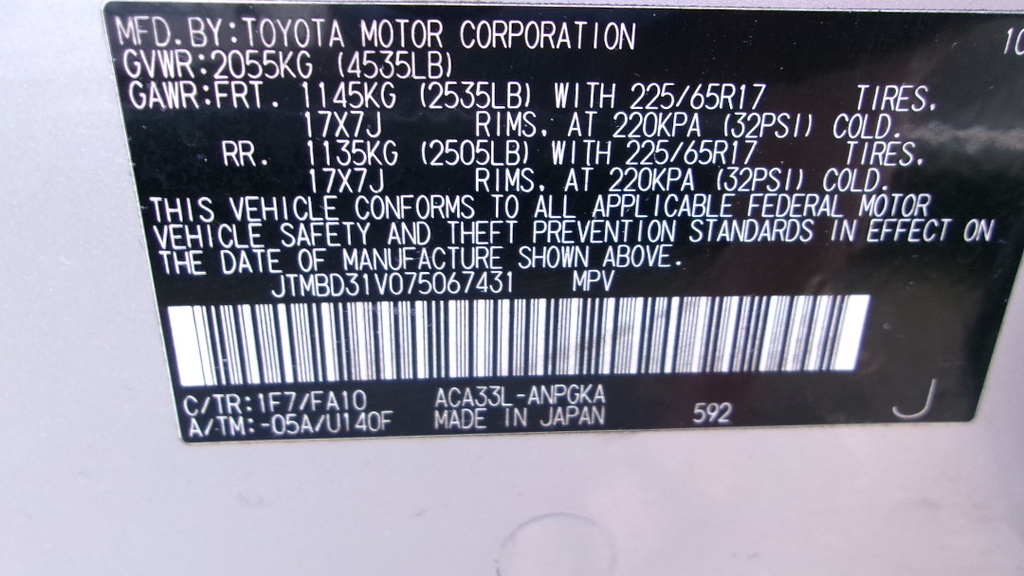 MFD. BY: TOYOTA MOTOR CORPORATION 10
GVWR: 2055KG (4535LB)
GAWR: FRT. 1145KG (2535LB) WITH 225/65R17 TIRES.
17X7J RIMS, AT 220KPA (32PSI) COLD.
RR. 1135KG (2505LB) WITH 225/65R17 TIRES,
17X7J RIMS, AT 220KPA (32PSI) COLD.
THIS VEHICLE CONFORMS TO ALL APPLICABLE FEDERAL MOTOR
VEHICLE SAFETY AND THEFT PREVENTION STANDARDS IN EFFECT ON
THE DATE OF MANUFACTURE SHOWN ABOVE.
JTMBD31V075067431 MPV
C/TR: 1F7/FA10 ACA33L-ANPGKA
A/TM: -05A/U140F MADE IN JAPAN 592 J